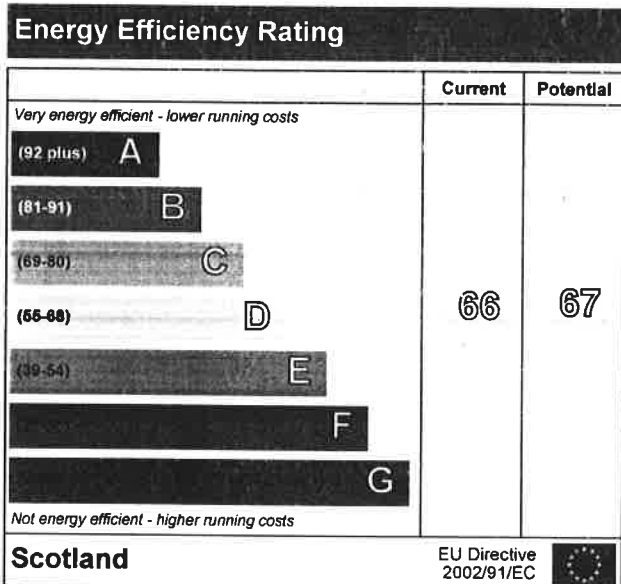 Energy Efficiency Rating
Current Potential
Very energy efficient - lower running costs
(92 plus) A
(81-91) B
(69-80) C
(55-68) D
66 67
(39-54) E
F
G
Not energy efficient - higher running costs
Scotland
EU Directive
2002/91/EC